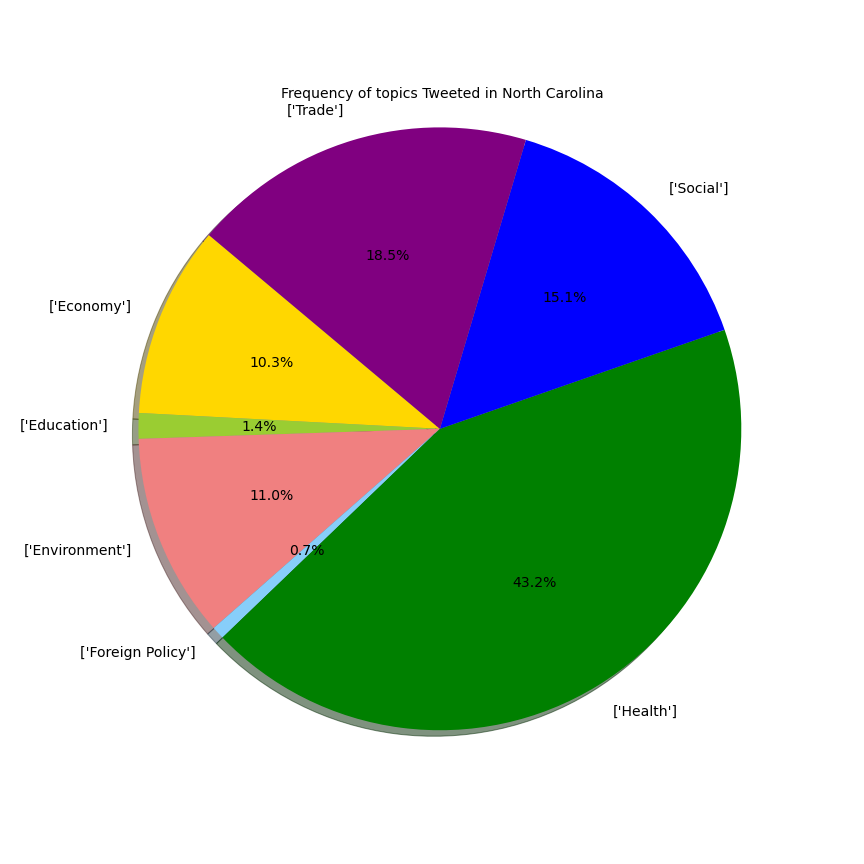 Frequency of topics Tweeted in North Carolina
['Trade']
['Social']
18.5%
15.1%
['Economy']
10.3%
['Education']
1.4%
11.0%
['Environment']
0.7%
43.2%
['Foreign Policy']
['Health']